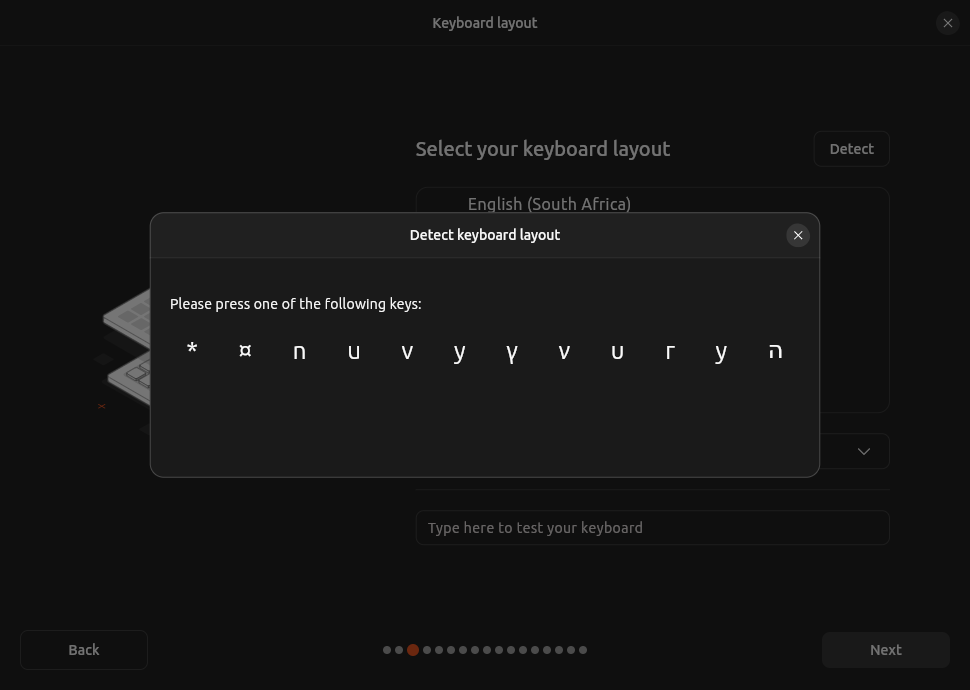 Keyboard layout
Select your keyboard layout
Detect
English (South Africa)
Detect keyboard layout
Please press one of the following keys:
* ¤ n u v y γ v u r y ה
Type here to test your keyboard
Back
Next